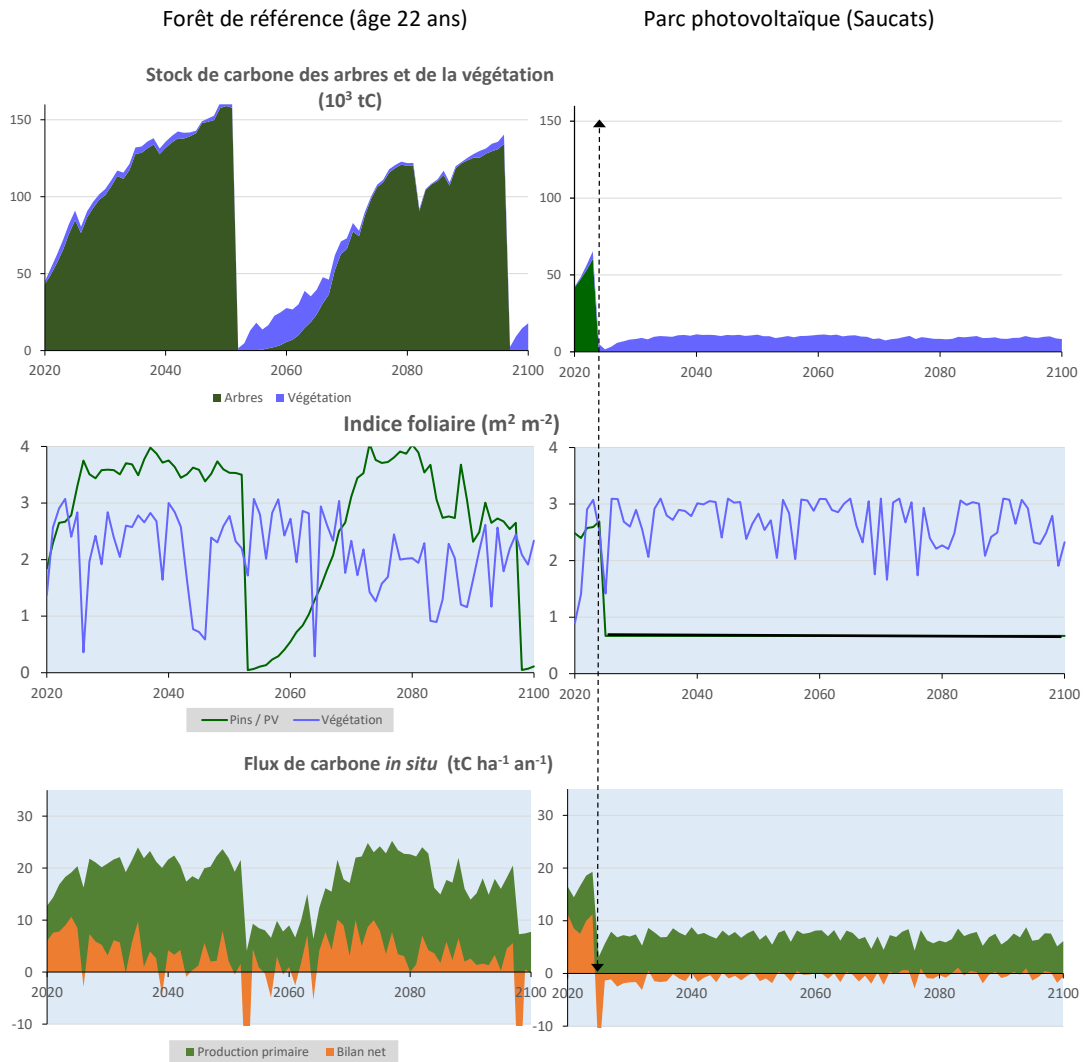 Forêt de référence (âge 22 ans)
Parc photovoltaïque (Saucats)
Stock de carbone des arbres et de la végétation
(10³ tC)
150
100
50
0
2020 2040 2060 2080 2100
Arbres Végétation
150
100
50
0
2020 2040 2060 2080 2100
Indice foliaire (m² m⁻²)
4
3
2
1
0
2020 2040 2060 2080 2100
Pins / PV Végétation
4
3
2
1
0
2020 2040 2060 2080 2100
Flux de carbone in situ (tC ha⁻¹ an⁻¹)
30
20
10
0
-10
2020 2040 2060 2080 2100
Production primaire Bilan net
30
20
10
0
-10
2020 2040 2060 2080 2100